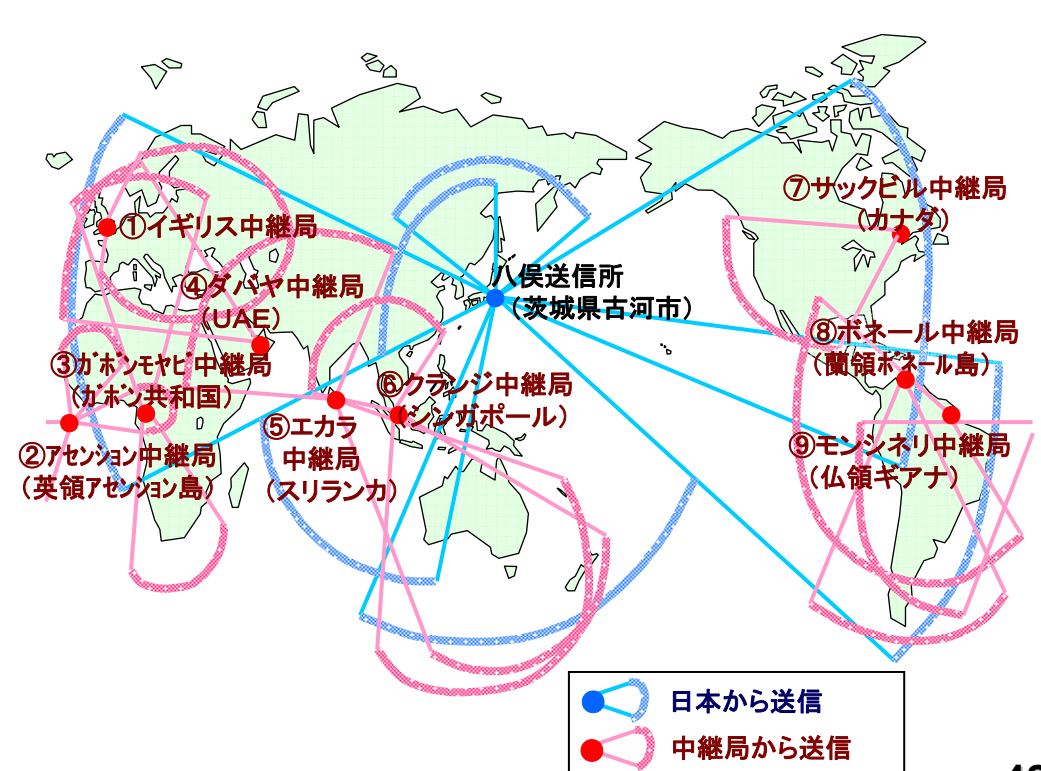 ①イギリス中継局
⑦サックビル中継局
(カナダ)
八俣送信所
(茨城県古河市)
④ダバヤ中継局
(UAE)
⑧ボネール中継局
(蘭領ボネール島)
③ガボンモヤビ中継局
(ガボン共和国)
⑥クランジ中継局
(シンガポール)
⑤エカラ
中継局
(スリランカ)
②アセンション中継局
(英領アセンション島)
⑨モンシネリ中継局
(仏領ギアナ)
日本から送信
中継局から送信